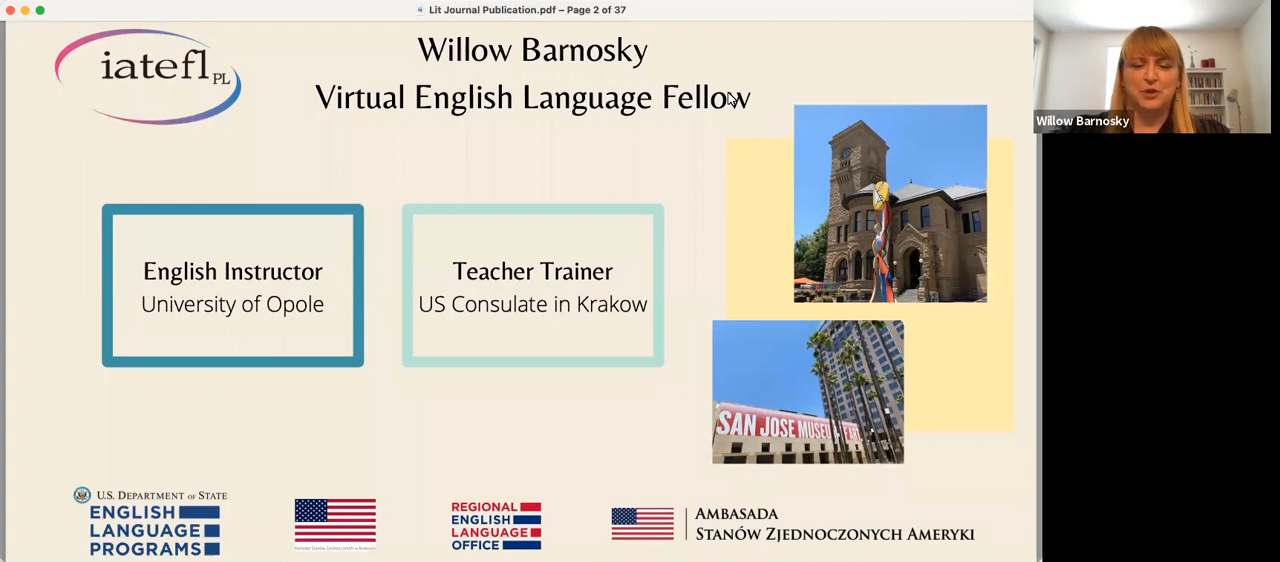 Lit Journal Publication.pdf – Page 2 of 37
iatefl PL
Willow Barnosky
Virtual English Language Fellow
Willow Barnosky
English Instructor
University of Opole
Teacher Trainer
US Consulate in Krakow
SAN JOSE MUSEUM
U.S. DEPARTMENT OF STATE
ENGLISH
LANGUAGE
PROGRAMS
REGIONAL
ENGLISH
LANGUAGE
OFFICE
AMBASADA
STANÓW ZJEDNOCZONYCH AMERYKI